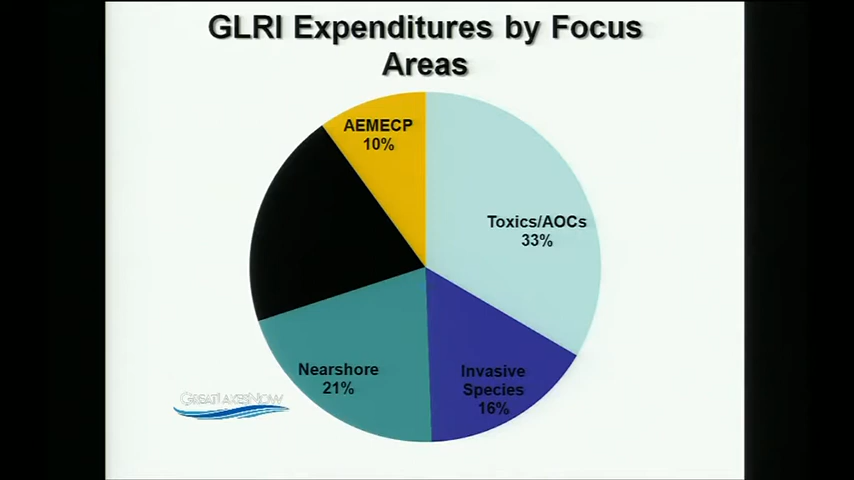 GLRI Expenditures by Focus
Areas
AEMECP
10%
Toxics/AOCs
33%
Nearshore
21%
Invasive
Species
16%
GREATLAKESNOW